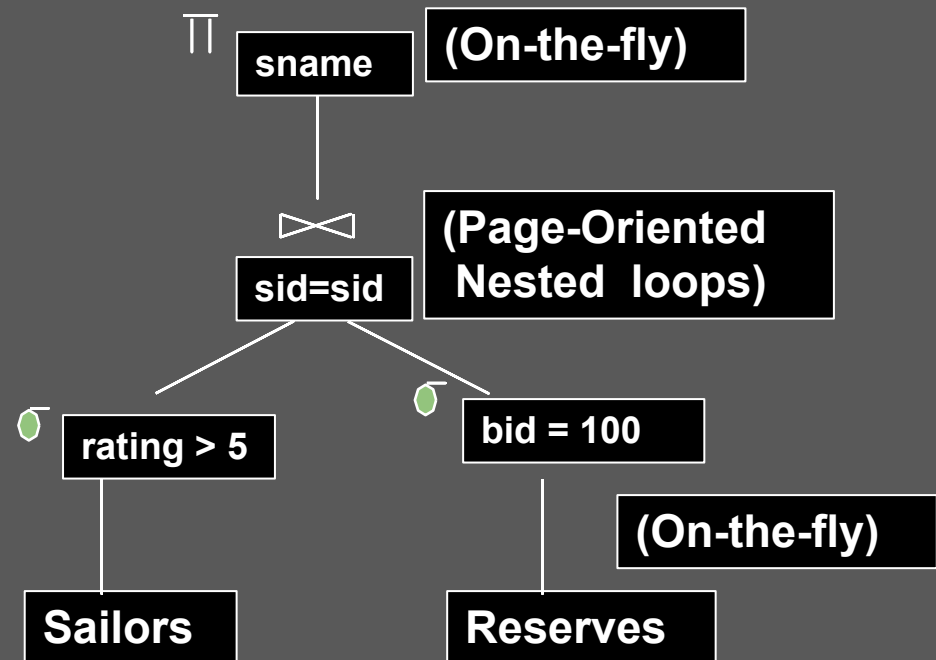 π sname (On-the-fly)
⋈
sid=sid
(Page-Oriented
Nested loops)
σ rating > 5
σ bid = 100
(On-the-fly)
Sailors
Reserves